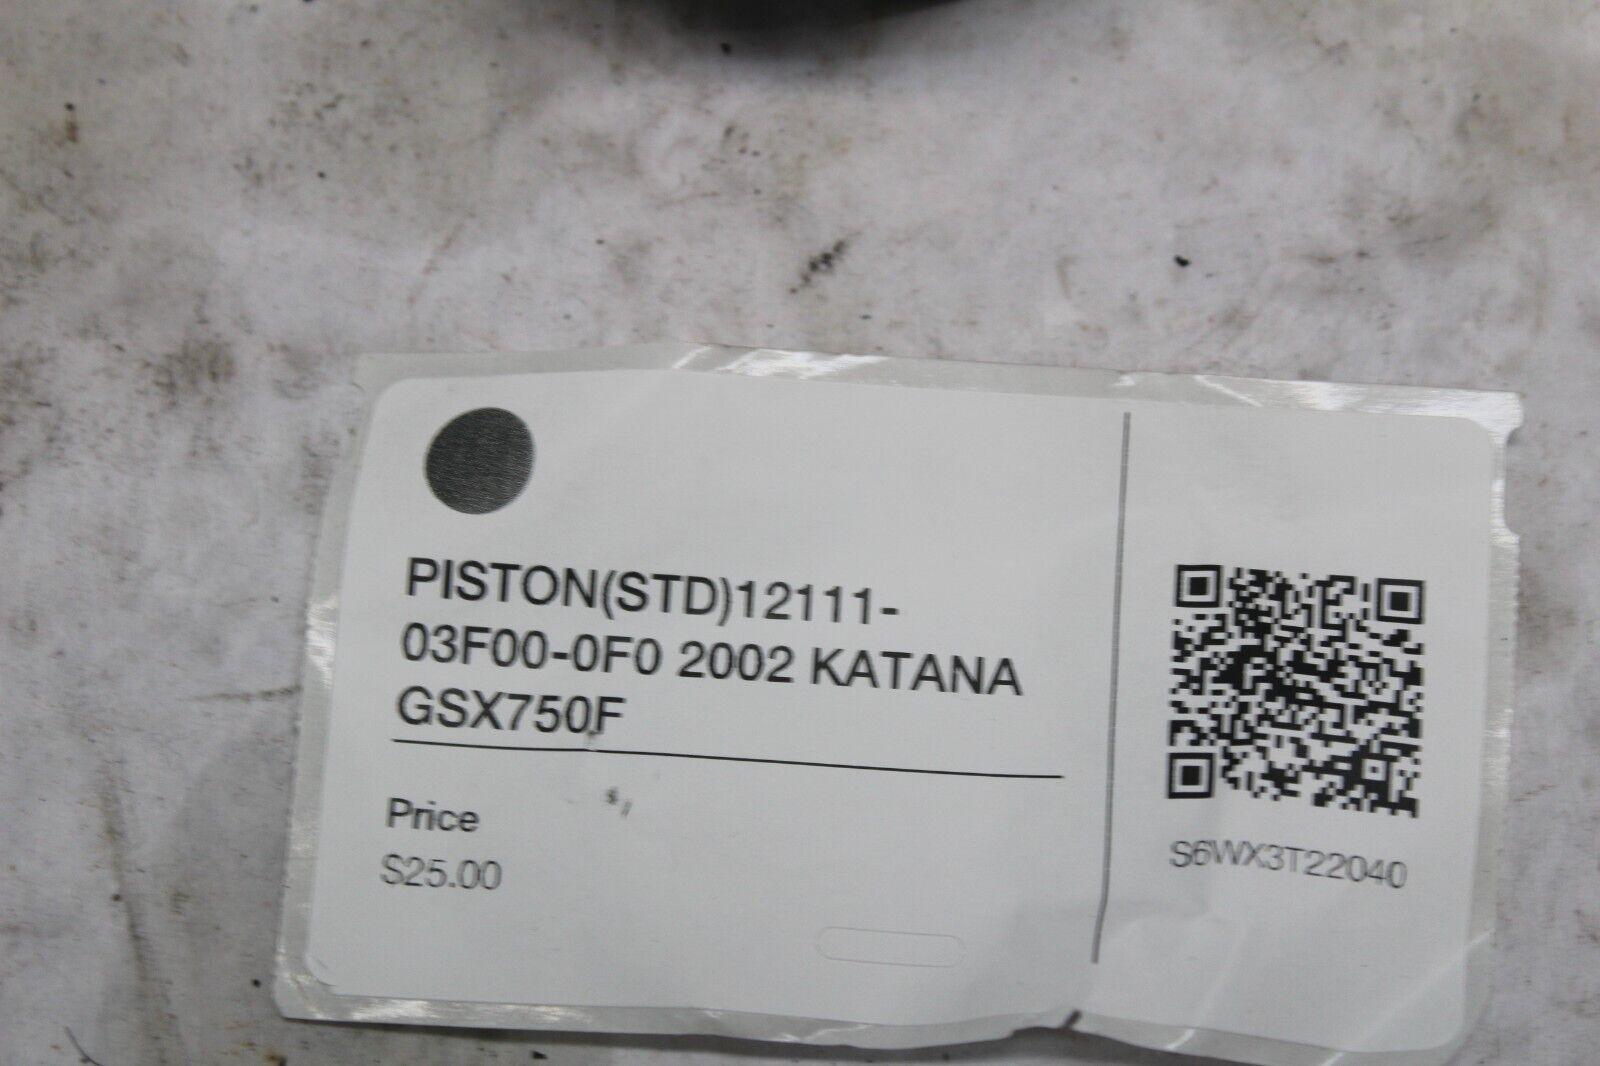 PISTON(STD)12111-
03F00-0F0 2002 KATANA
GSX750F
Price
$25.00
S6WX3T22040